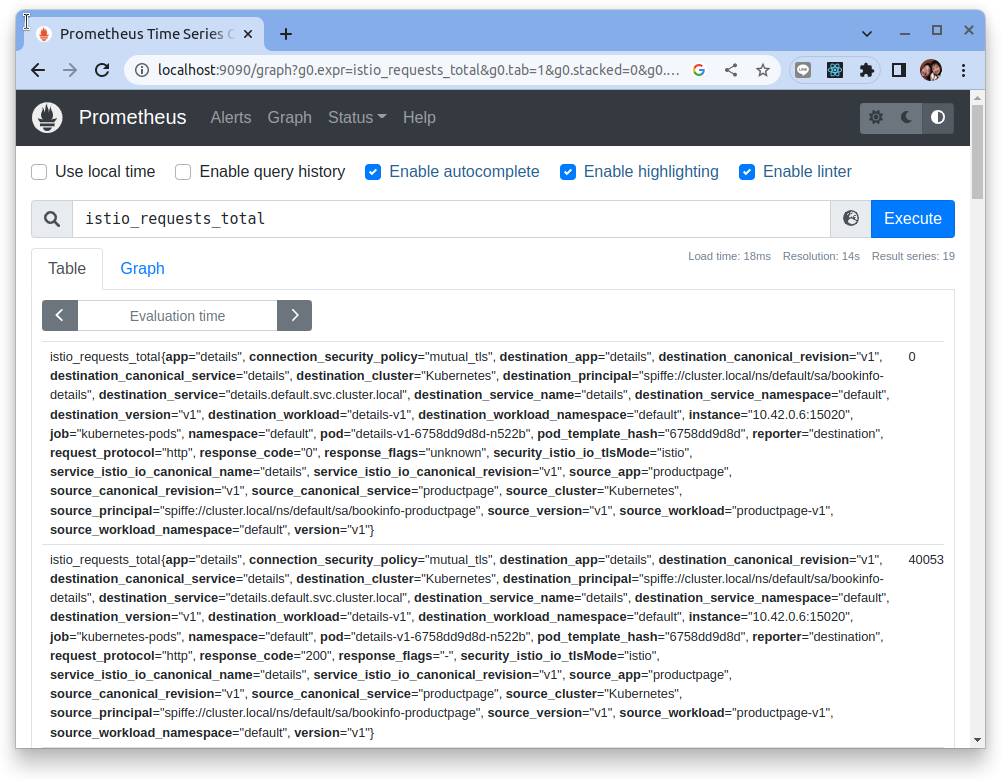 Prometheus Time Series C
localhost:9090/graph?g0.expr=istio_requests_total&g0.tab=1&g0.stacked=0&g0....
Prometheus Alerts Graph Status Help
Use local time Enable query history Enable autocomplete Enable highlighting Enable linter
istio_requests_total Execute
Load time: 18ms Resolution: 14s Result series: 19
Table Graph
Evaluation time
istio_requests_total{app="details", connection_security_policy="mutual_tls", destination_app="details", destination_canonical_revision="v1", 0
destination_canonical_service="details", destination_cluster="Kubernetes", destination_principal="spiffe://cluster.local/ns/default/sa/bookinfo-
details", destination_service="details.default.svc.cluster.local", destination_service_name="details", destination_service_namespace="default",
destination_version="v1", destination_workload="details-v1", destination_workload_namespace="default", instance="10.42.0.6:15020",
job="kubernetes-pods", namespace="default", pod="details-v1-6758dd9d8d-n522b", pod_template_hash="6758dd9d8d", reporter="destination",
request_protocol="http", response_code="0", response_flags="unknown", security_istio_io_tlsMode="istio",
service_istio_io_canonical_name="details", service_istio_io_canonical_revision="v1", source_app="productpage",
source_canonical_revision="v1", source_canonical_service="productpage", source_cluster="Kubernetes",
source_principal="spiffe://cluster.local/ns/default/sa/bookinfo-productpage", source_version="v1", source_workload="productpage-v1",
source_workload_namespace="default", version="v1"}
istio_requests_total{app="details", connection_security_policy="mutual_tls", destination_app="details", destination_canonical_revision="v1", 40053
destination_canonical_service="details", destination_cluster="Kubernetes", destination_principal="spiffe://cluster.local/ns/default/sa/bookinfo-
details", destination_service="details.default.svc.cluster.local", destination_service_name="details", destination_service_namespace="default",
destination_version="v1", destination_workload="details-v1", destination_workload_namespace="default", instance="10.42.0.6:15020",
job="kubernetes-pods", namespace="default", pod="details-v1-6758dd9d8d-n522b", pod_template_hash="6758dd9d8d", reporter="destination",
request_protocol="http", response_code="200", response_flags="-", security_istio_io_tlsMode="istio",
service_istio_io_canonical_name="details", service_istio_io_canonical_revision="v1", source_app="productpage",
source_canonical_revision="v1", source_canonical_service="productpage", source_cluster="Kubernetes",
source_principal="spiffe://cluster.local/ns/default/sa/bookinfo-productpage", source_version="v1", source_workload="productpage-v1",
source_workload_namespace="default", version="v1"}